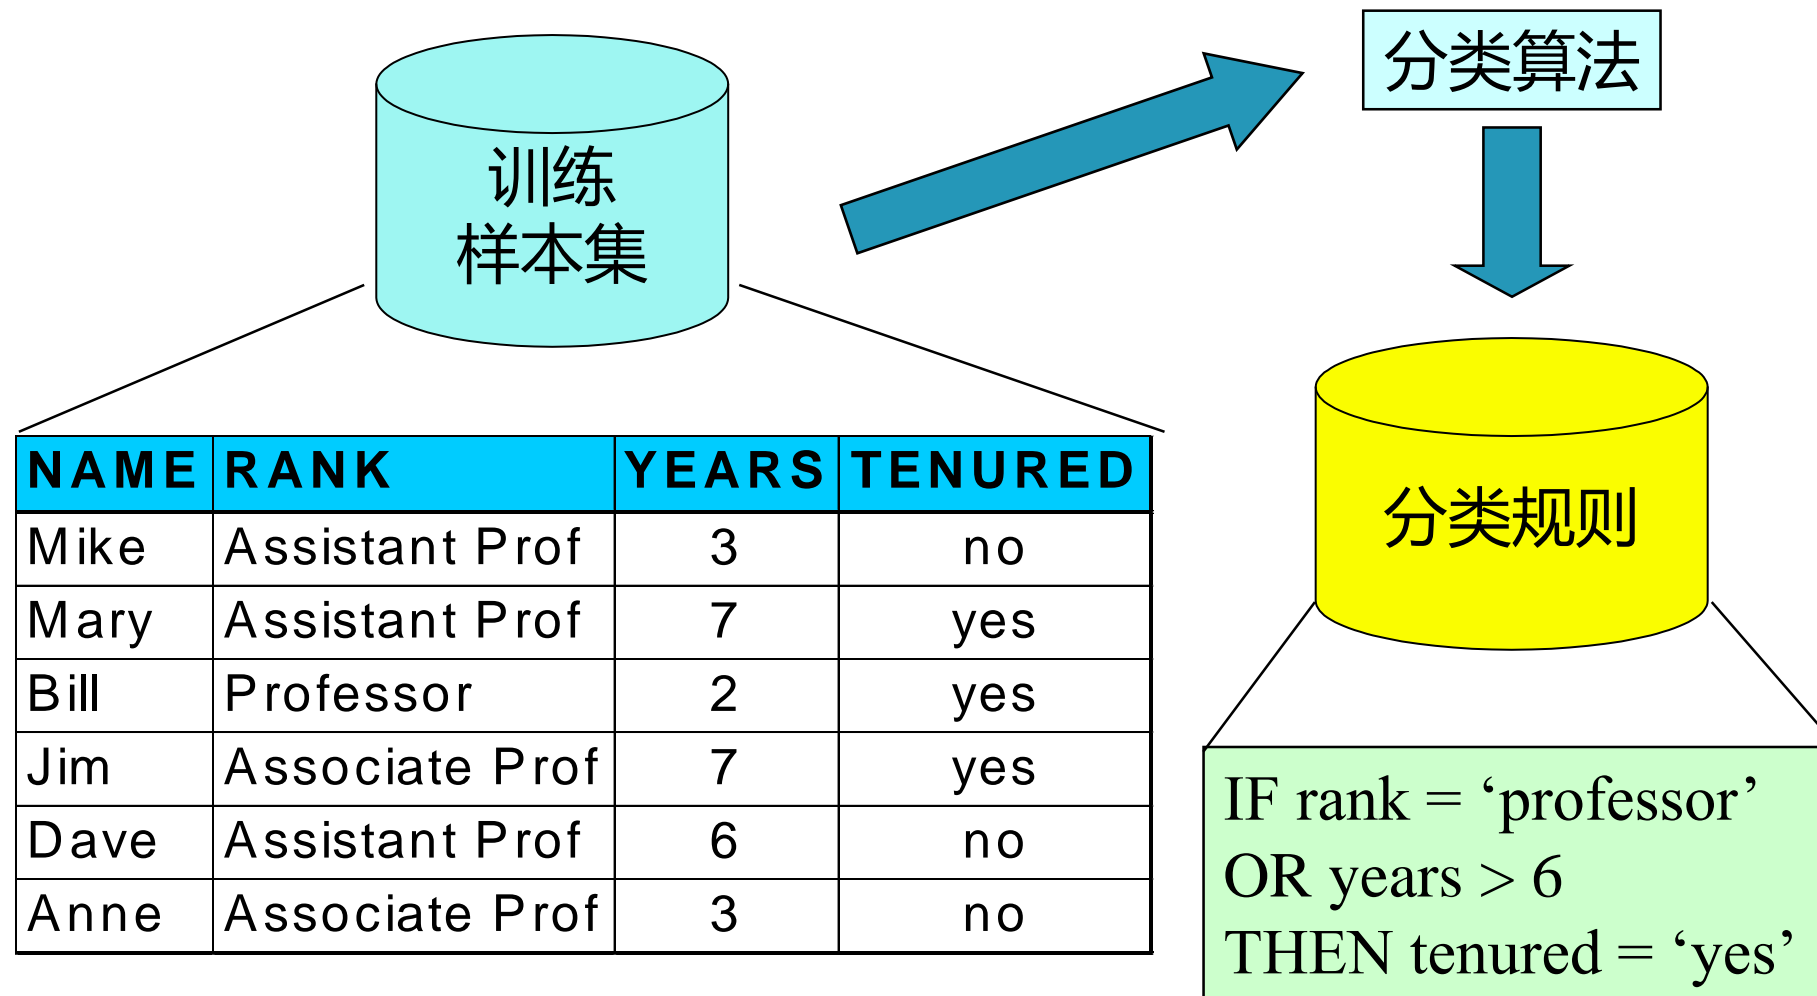 分类算法
训练
样本集
NAME RANK YEARS TENURED
Mike Assistant Prof 3 no
Mary Assistant Prof 7 yes
Bill Professor 2 yes
Jim Associate Prof 7 yes
Dave Assistant Prof 6 no
Anne Associate Prof 3 no
分类规则
IF rank = ‘professor’
OR years > 6
THEN tenured = ‘yes’